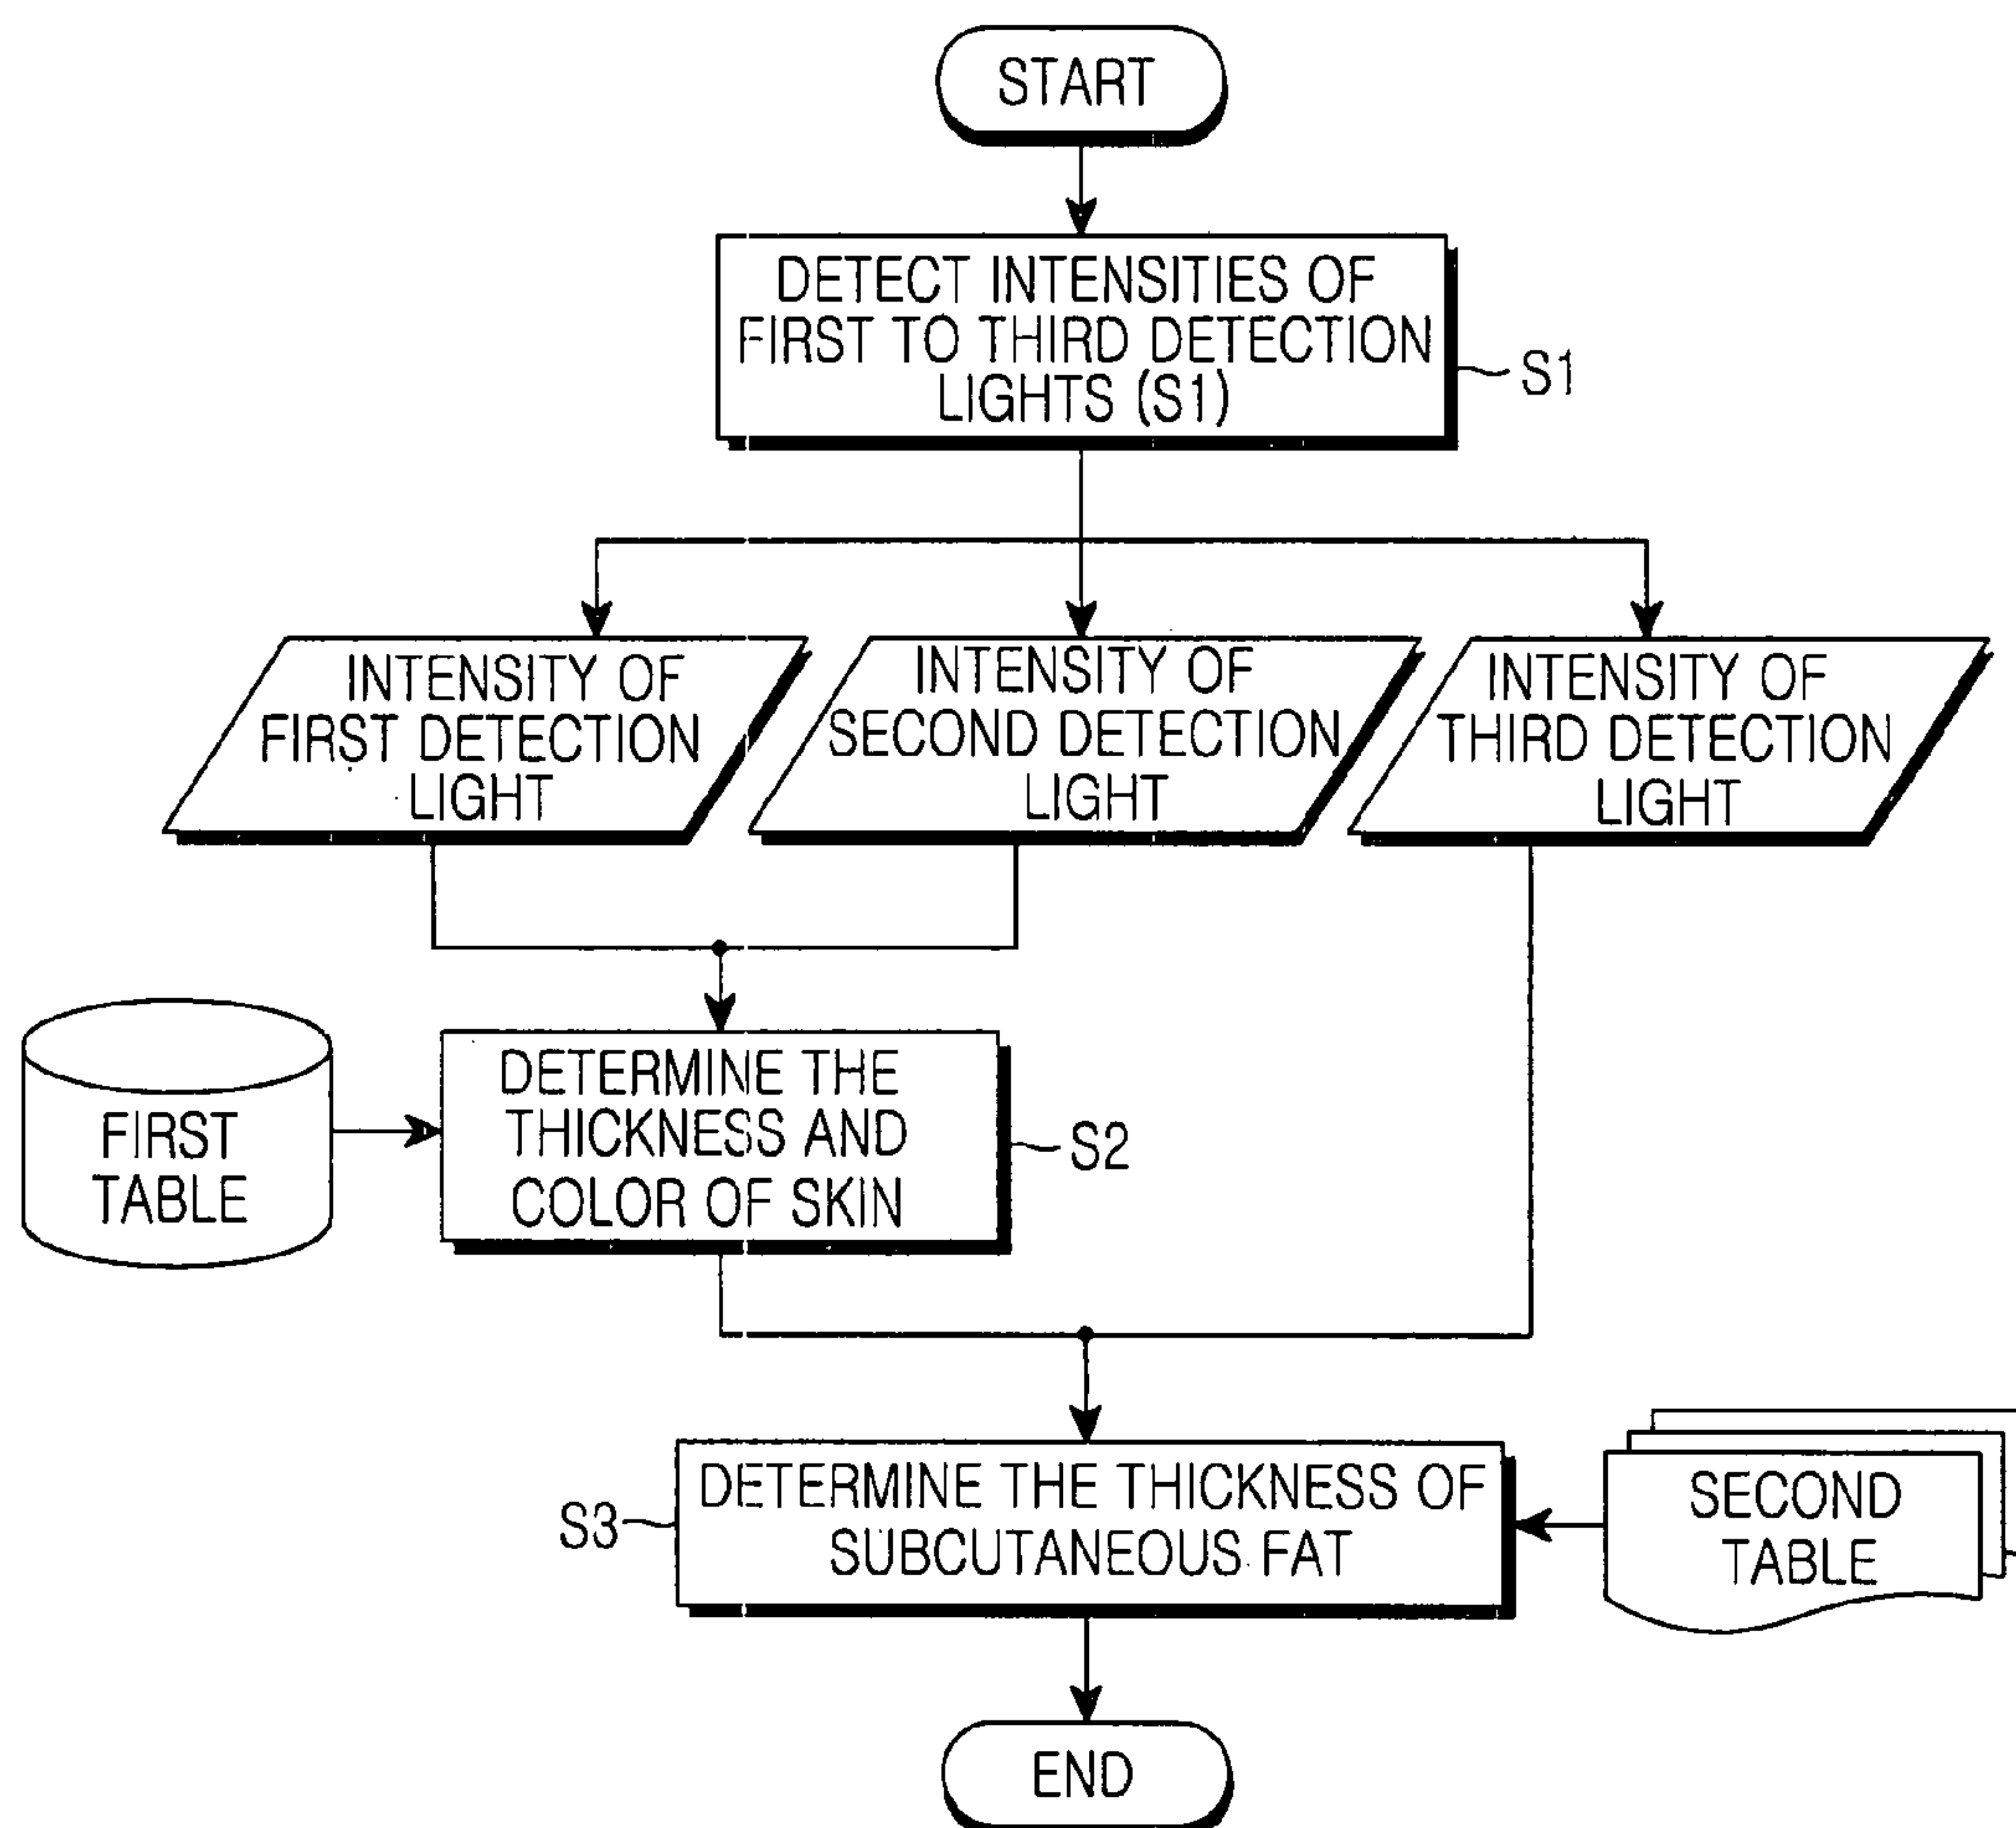 START
DETECT INTENSITIES OF
FIRST TO THIRD DETECTION
LIGHTS (S1)
S1
INTENSITY OF
FIRST DETECTION
LIGHT
INTENSITY OF
SECOND DETECTION
LIGHT
INTENSITY OF
THIRD DETECTION
LIGHT
FIRST
TABLE
DETERMINE THE
THICKNESS AND
COLOR OF SKIN
S2
S3
DETERMINE THE THICKNESS OF
SUBCUTANEOUS FAT
SECOND
TABLE
END